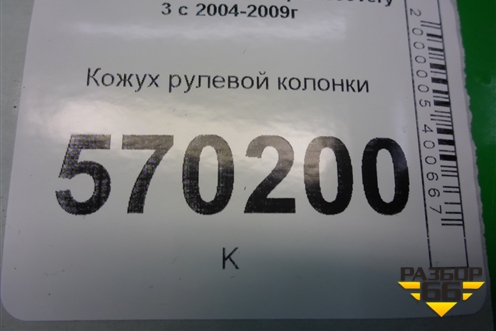 3 с 2004-2009г
Кожух рулевой колонки
570200
К
2000005400667
РАЗБОР
66